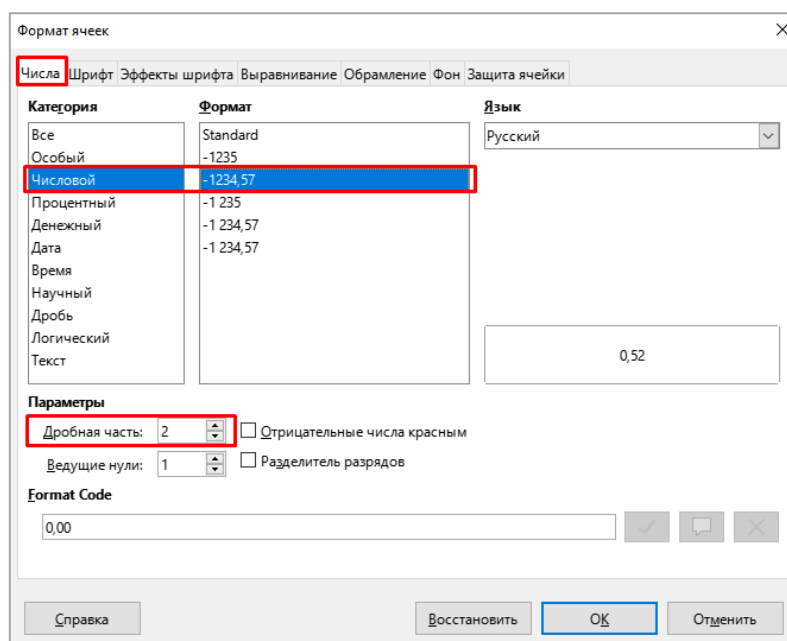 Формат ячеек
Числа Шрифт Эффекты шрифта Выравнивание Обрамление Фон Защита ячейки
Категория Формат Язык
Все Standard Русский
Особый -1235
Числовой -1234,57
Процентный -1 235
Денежный -1 234,57
Дата -1 234,57
Время
Научный
Дробь
Логический
Текст
0,52
Параметры
Дробная часть: 2 Отрицательные числа красным
Ведущие нули: 1 Разделитель разрядов
Format Code
0,00
Справка Восстановить OK Отменить